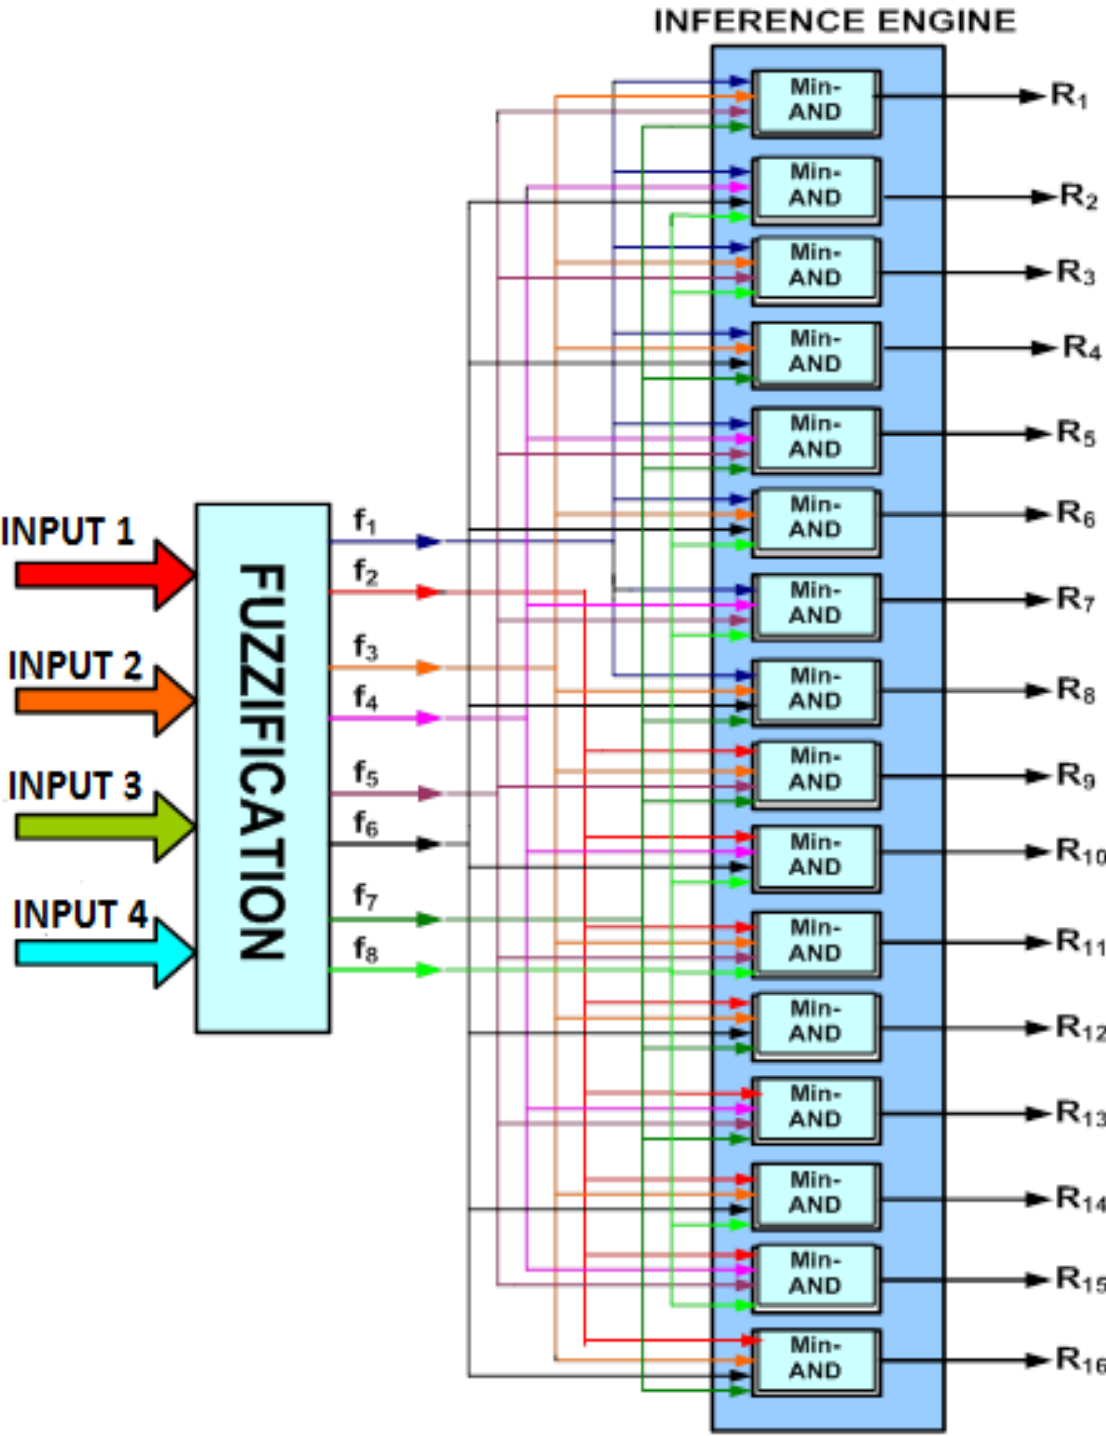 INFERENCE ENGINE
Min-
AND
R₁
Min-
AND
R₂
Min-
AND
R₃
Min-
AND
R₄
Min-
AND
R₅
Min-
AND
R₆
Min-
AND
R₇
Min-
AND
R₈
Min-
AND
R₉
Min-
AND
R₁₀
Min-
AND
R₁₁
Min-
AND
R₁₂
Min-
AND
R₁₃
Min-
AND
R₁₄
Min-
AND
R₁₅
Min-
AND
R₁₆
INPUT 1
INPUT 2
INPUT 3
INPUT 4
FUZZIFICATION
f₁
f₂
f₃
f₄
f₅
f₆
f₇
f₈